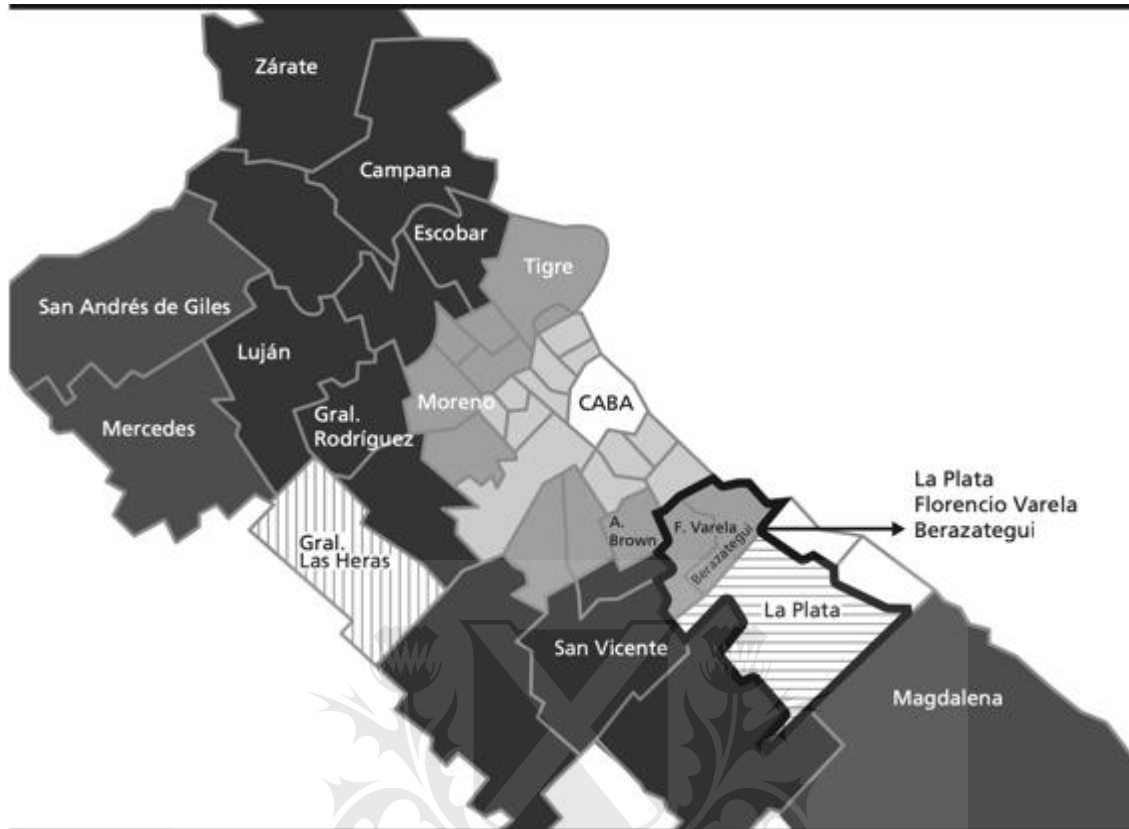 Zárate
Campana
Escobar
Tigre
San Andrés de Giles
Luján
Moreno
CABA
Gral.
Rodríguez
Mercedes
La Plata
Florencio Varela
Berazategui
A.
Brown
F. Varela
Berazategui
Gral.
Las Heras
La Plata
San Vicente
Magdalena